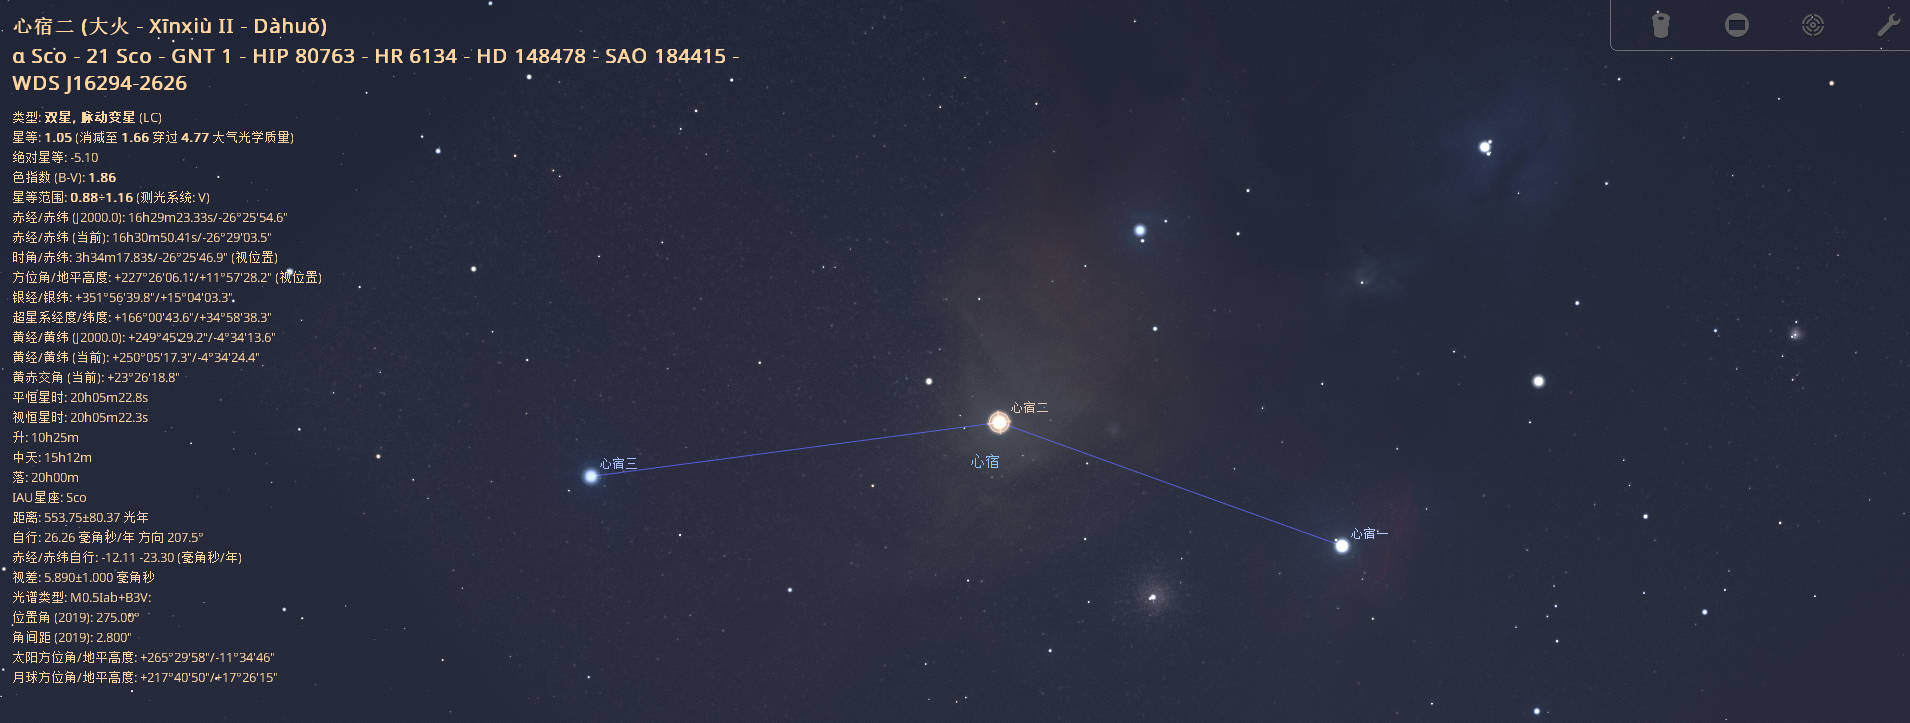 心宿二 (大火 - Xīnxiù II - Dàhuǒ)
α Sco - 21 Sco - GNT 1 - HIP 80763 - HR 6134 - HD 148478 - SAO 184415 -
WDS J16294-2626
类型: 双星, 脉动变星 (LC)
星等: 1.05 (消减至 1.66 穿过 4.77 大气光学质量)
绝对星等: -5.10
色指数 (B-V): 1.86
星等范围: 0.88÷1.16 (测光系统: V)
赤经/赤纬 (J2000.0): 16h29m23.33s/-26°25'54.6"
赤经/赤纬 (当前): 16h30m50.41s/-26°29'03.5"
时角/赤纬: 3h34m17.83s/-26°25'46.9" (视位置)
方位角/地平高度: +227°26'06.1"/+11°57'28.2" (视位置)
银经/银纬: +351°56'39.8"/+15°04'03.3"
超星系经度/纬度: +166°00'43.6"/+34°58'38.3"
黄经/黄纬 (J2000.0): +249°45'29.2"/-4°34'13.6"
黄经/黄纬 (当前): +250°05'17.3"/-4°34'24.4"
黄赤交角 (当前): +23°26'18.8"
平恒星时: 20h05m22.8s
视恒星时: 20h05m22.3s
升: 10h25m
中天: 15h12m
落: 20h00m
IAU星座: Sco
距离: 553.75±80.37 光年
自行: 26.26 毫角秒/年 方向 207.5°
赤经/赤纬自行: -12.11 -23.30 (毫角秒/年)
视差: 5.890±1.000 毫角秒
光谱类型: M0.5Iab+B3V:
位置角 (2019): 275.00°
角间距 (2019): 2.800"
太阳方位角/地平高度: +265°29'58"/-11°34'46"
月球方位角/地平高度: +217°40'50"/+17°26'15"
心宿二
心宿三
心宿
心宿一